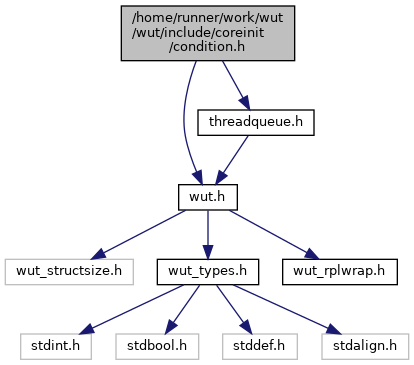 /home/runner/work/wut
/wut/include/coreinit
/condition.h
threadqueue.h
wut.h
wut_structsize.h
wut_types.h
wut_rplwrap.h
stdint.h
stdbool.h
stddef.h
stdalign.h